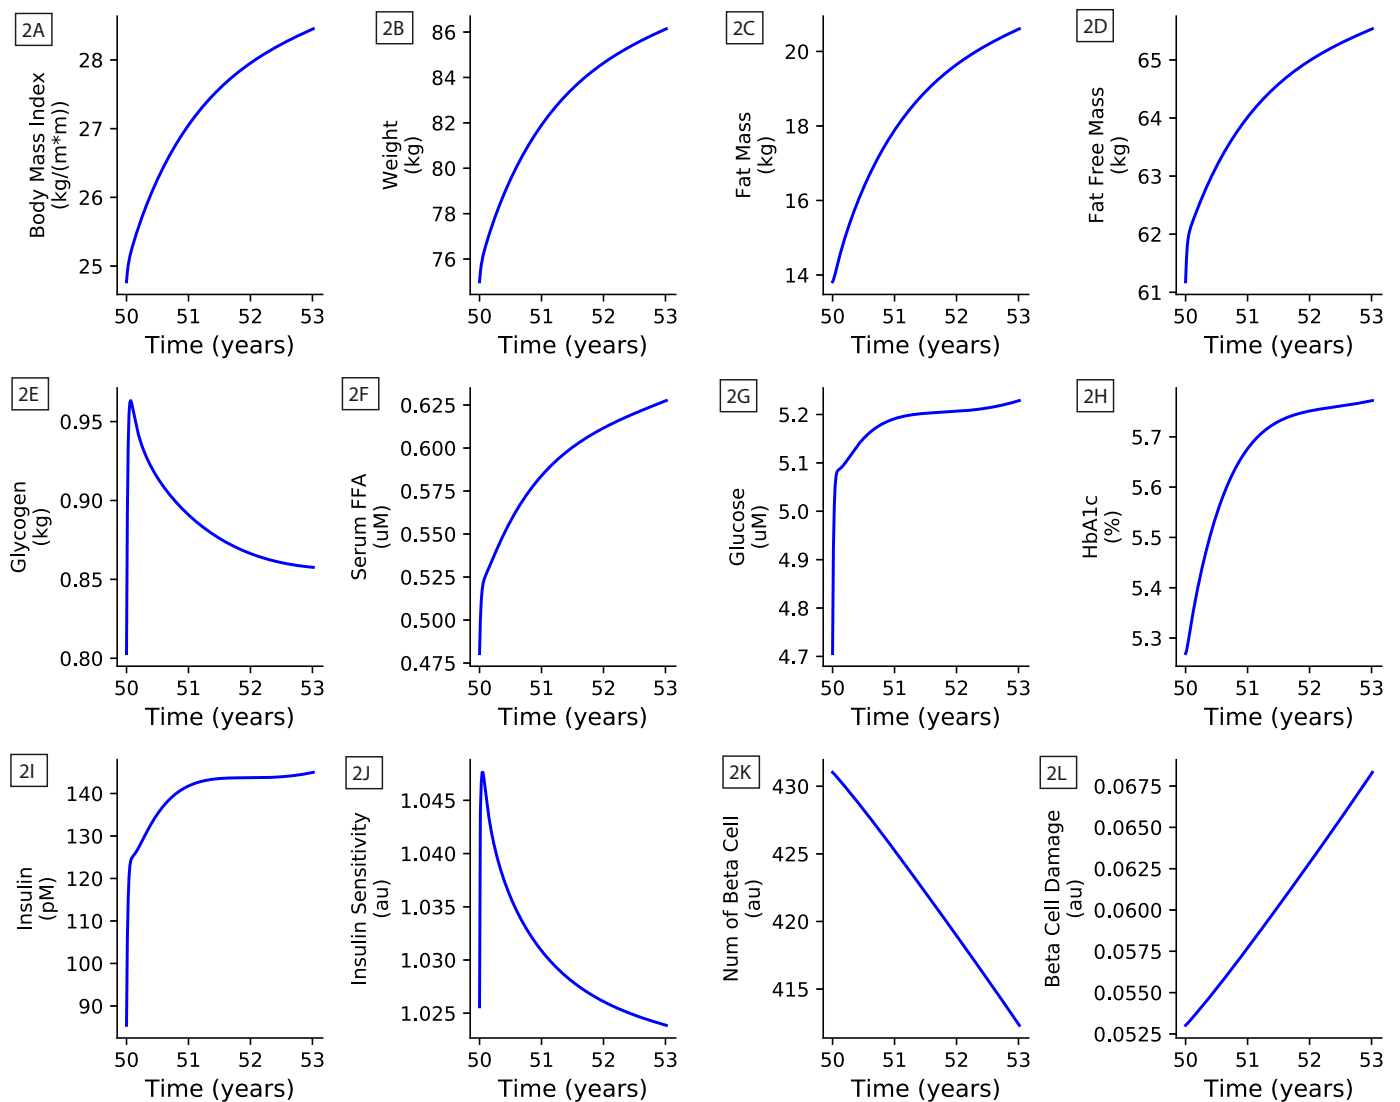 2A
Body Mass Index
(kg/(m*m))
28
27
26
25
50 51 52 53
Time (years)
2B
Weight
(kg)
86
84
82
80
78
76
50 51 52 53
Time (years)
2C
Fat Mass
(kg)
20
18
16
14
50 51 52 53
Time (years)
2D
Fat Free Mass
(kg)
65
64
63
62
61
50 51 52 53
Time (years)
2E
Glycogen
(kg)
0.95
0.90
0.85
0.80
50 51 52 53
Time (years)
2F
Serum FFA
(uM)
0.625
0.600
0.575
0.550
0.525
0.500
0.475
50 51 52 53
Time (years)
2G
Glucose
(uM)
5.2
5.1
5.0
4.9
4.8
4.7
50 51 52 53
Time (years)
2H
HbA1c
(%)
5.7
5.6
5.5
5.4
5.3
50 51 52 53
Time (years)
2I
Insulin
(pM)
140
130
120
110
100
90
50 51 52 53
Time (years)
2J
Insulin Sensitivity
(au)
1.045
1.040
1.035
1.030
1.025
50 51 52 53
Time (years)
2K
Num of Beta Cell
(au)
430
425
420
415
50 51 52 53
Time (years)
2L
Beta Cell Damage
(au)
0.0675
0.0650
0.0625
0.0600
0.0575
0.0550
0.0525
50 51 52 53
Time (years)